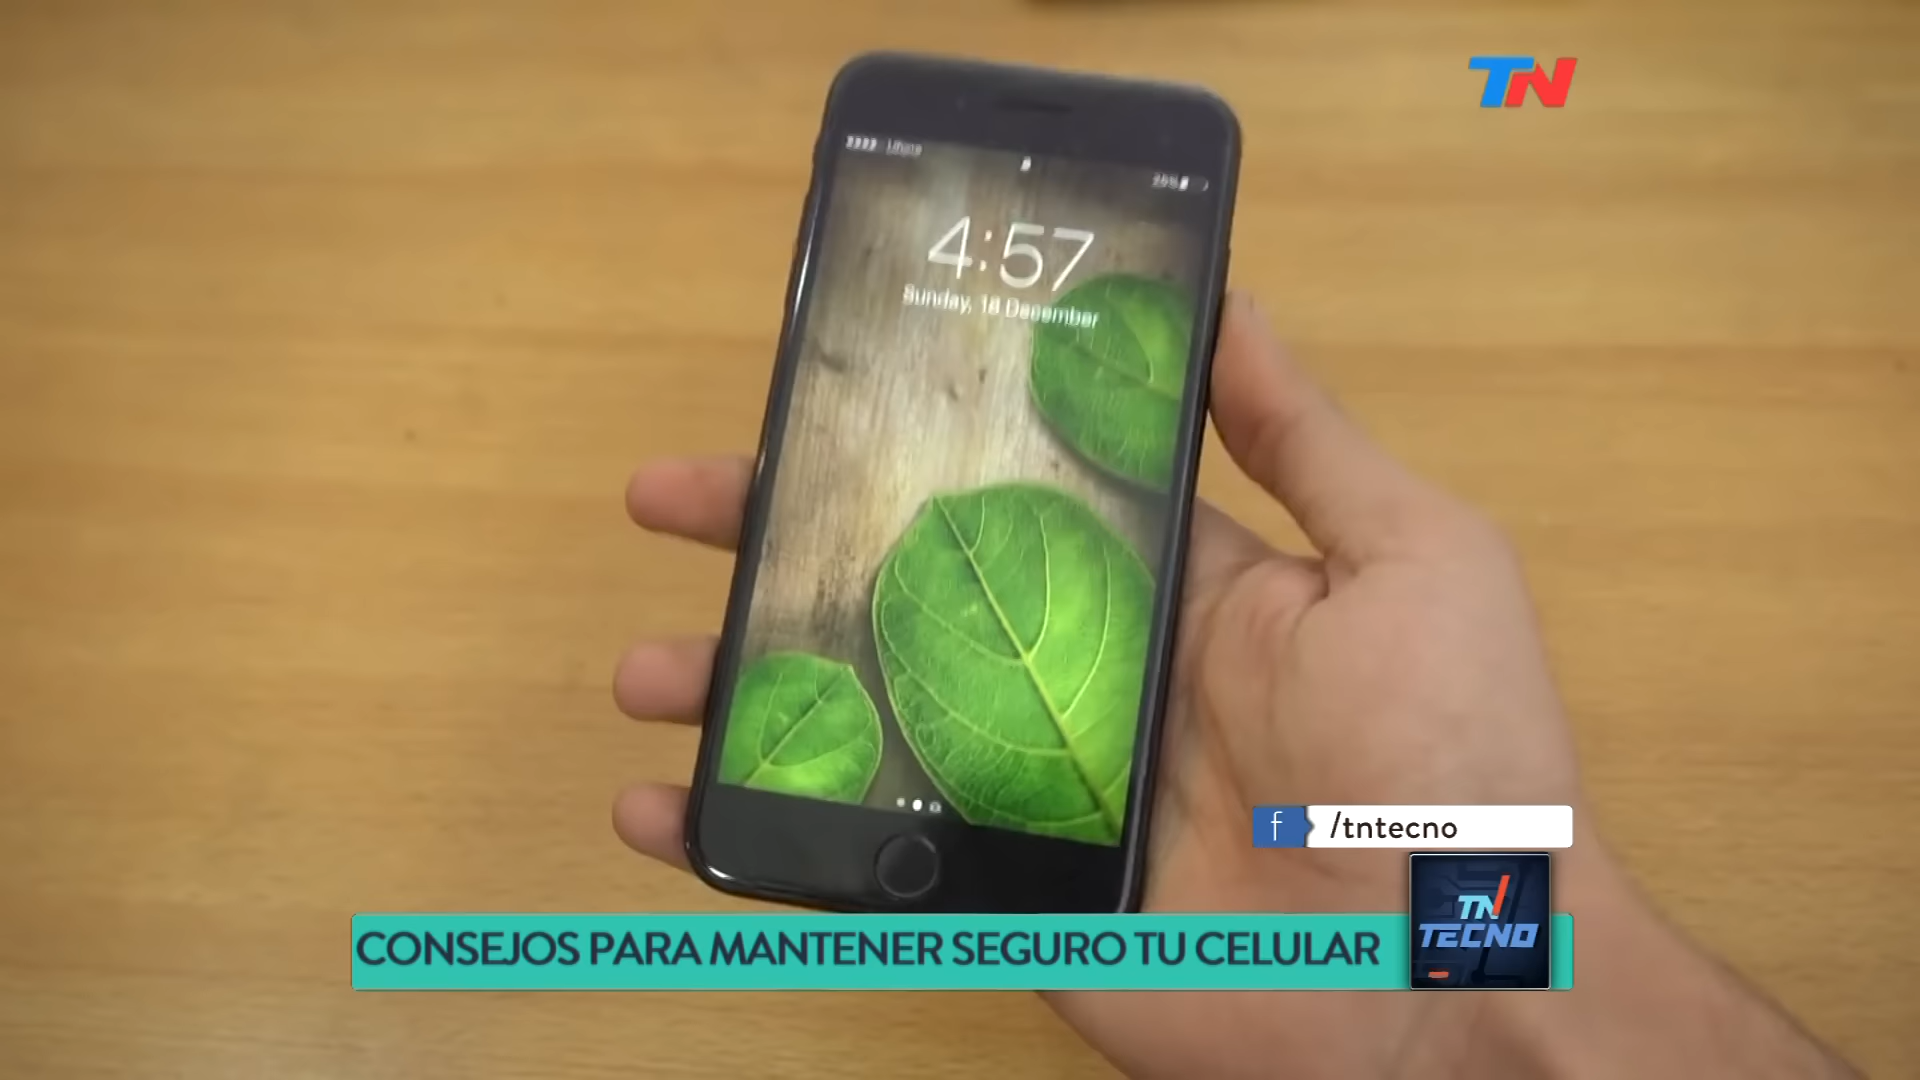 TN
4:57
Sunday, 18 December
f /tntecno
TN
TECNO
CONSEJOS PARA MANTENER SEGURO TU CELULAR